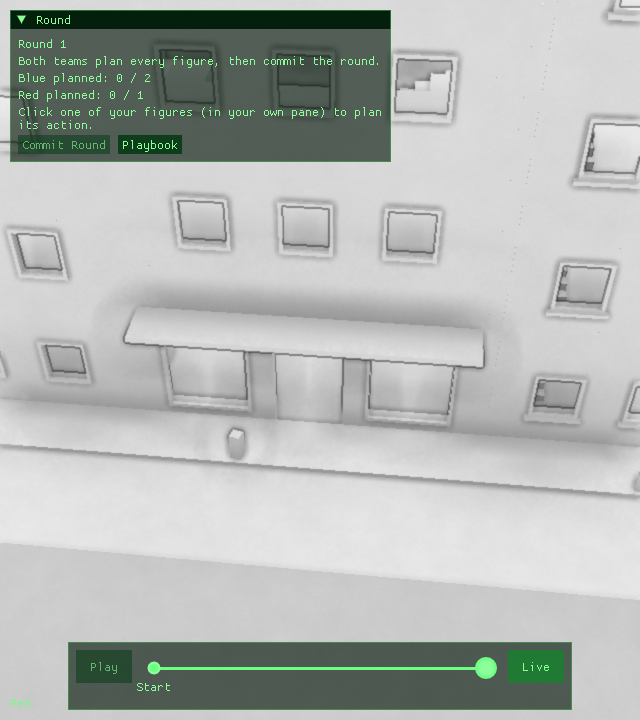 Round
Round 1
Both teams plan every figure, then commit the round.
Blue planned: 0 / 2
Red planned: 0 / 1
Click one of your figures (in your own pane) to plan
its action.
Commit Round
Playbook
Play
Start
Live